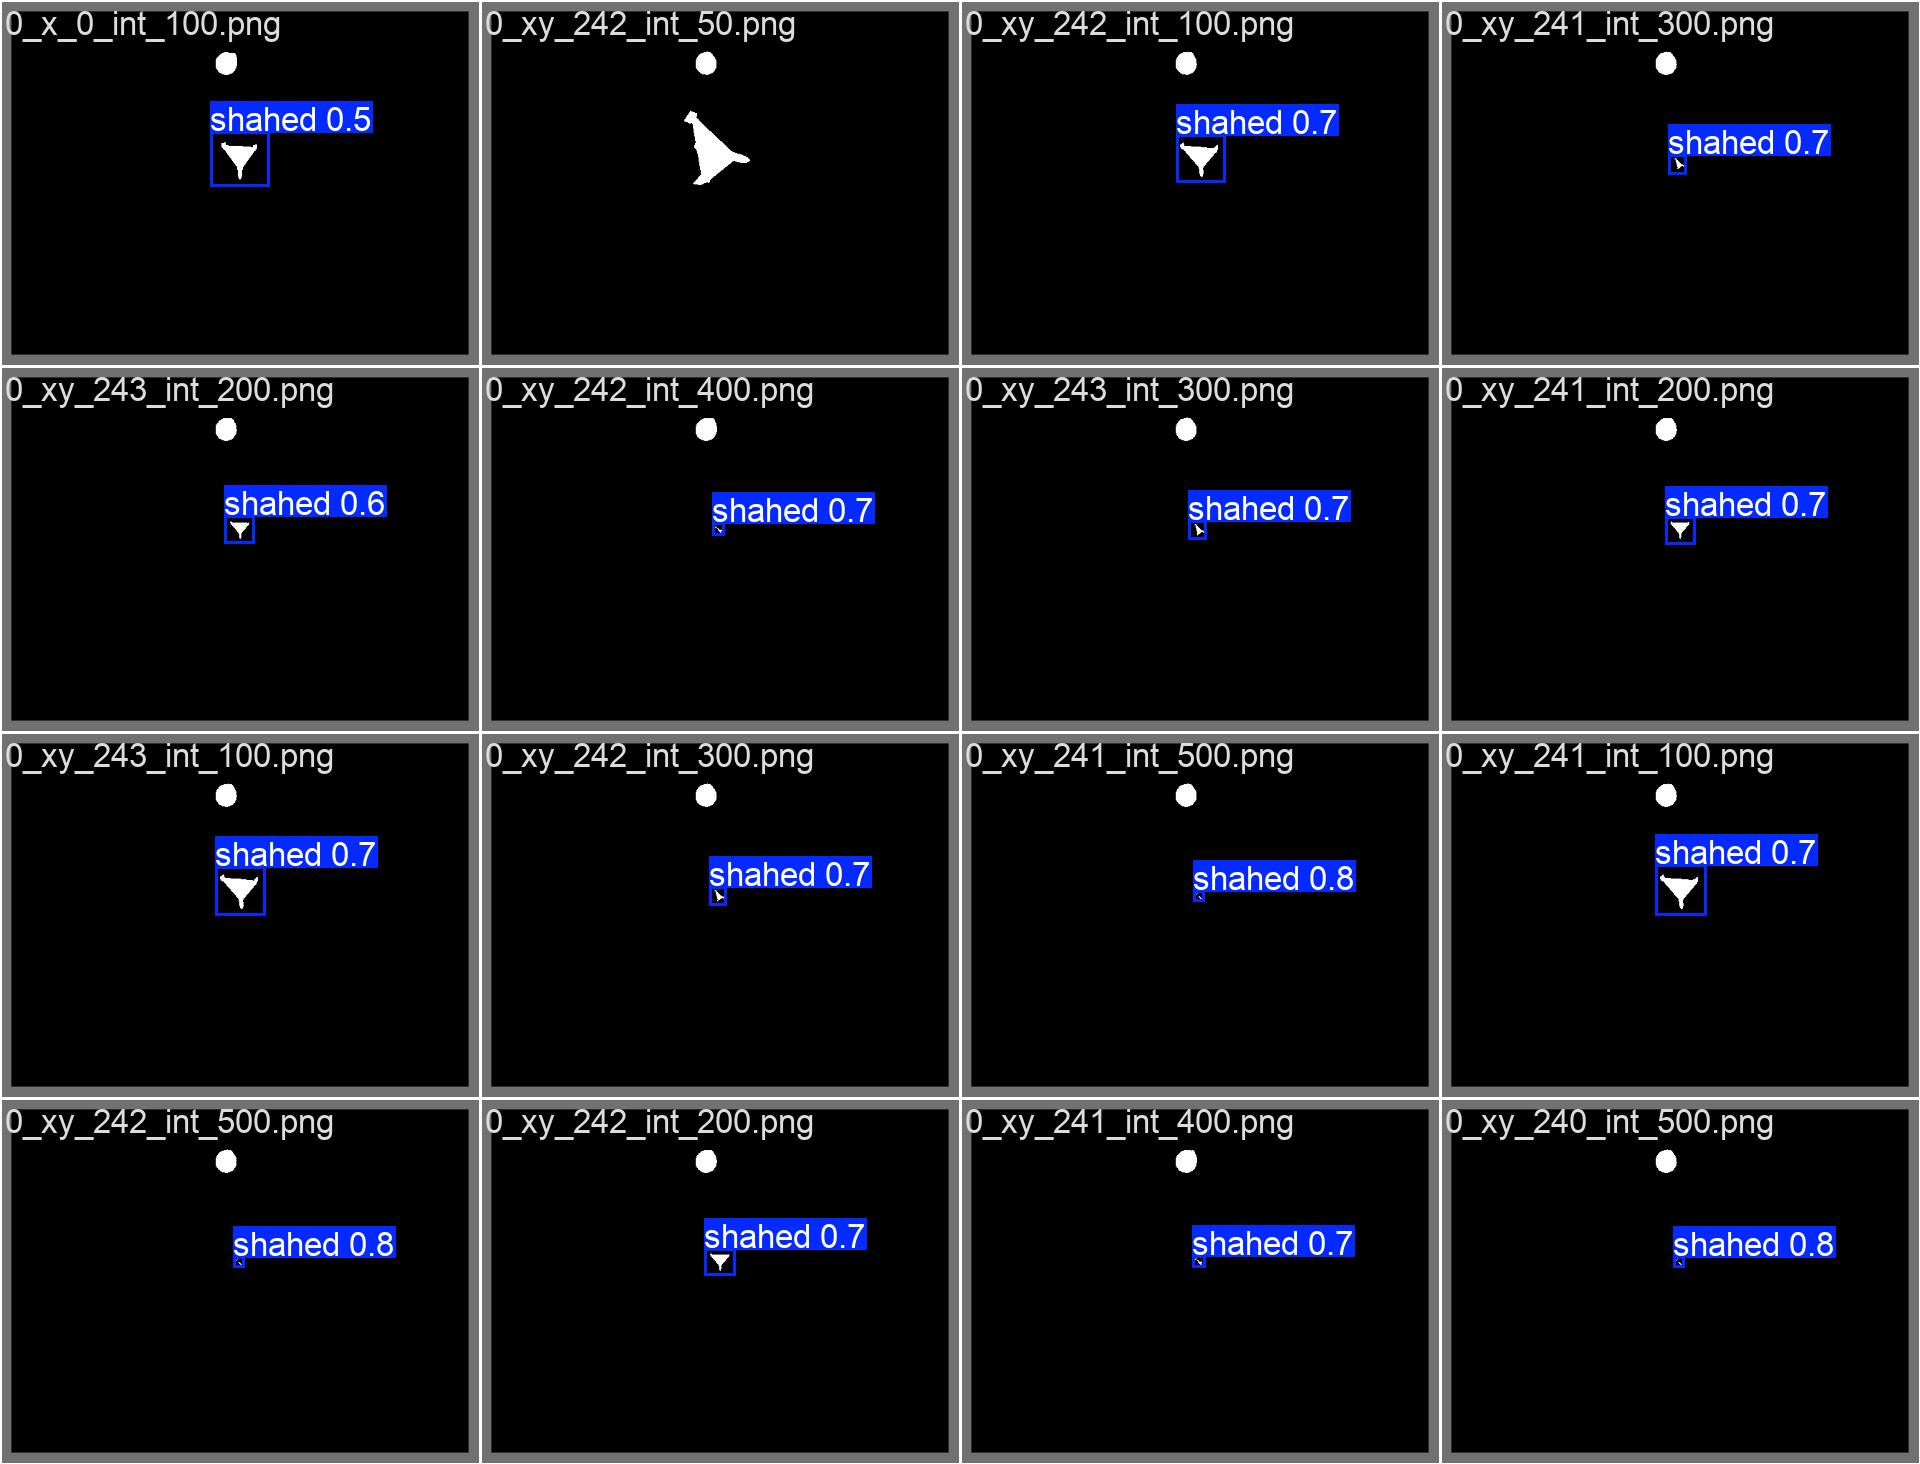 0_x_0_int_100.png
shahed 0.5
0_xy_242_int_50.png
0_xy_242_int_100.png
shahed 0.7
0_xy_241_int_300.png
shahed 0.7
0_xy_243_int_200.png
shahed 0.6
0_xy_242_int_400.png
shahed 0.7
0_xy_243_int_300.png
shahed 0.7
0_xy_241_int_200.png
shahed 0.7
0_xy_243_int_100.png
shahed 0.7
0_xy_242_int_300.png
shahed 0.7
0_xy_241_int_500.png
shahed 0.8
0_xy_241_int_100.png
shahed 0.7
0_xy_242_int_500.png
shahed 0.8
0_xy_242_int_200.png
shahed 0.7
0_xy_241_int_400.png
shahed 0.7
0_xy_240_int_500.png
shahed 0.8